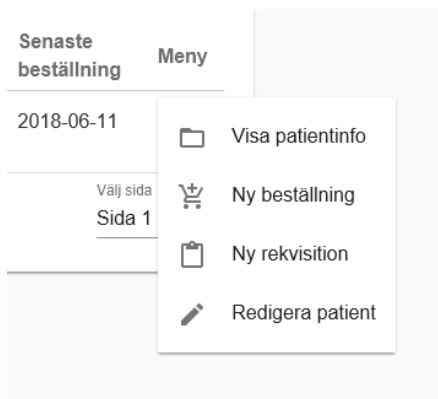 Senaste
beställning
Meny
2018-06-11
Visa patientinfo
Välj sida
Ny beställning
Sida 1
Ny rekvisition
Redigera patient